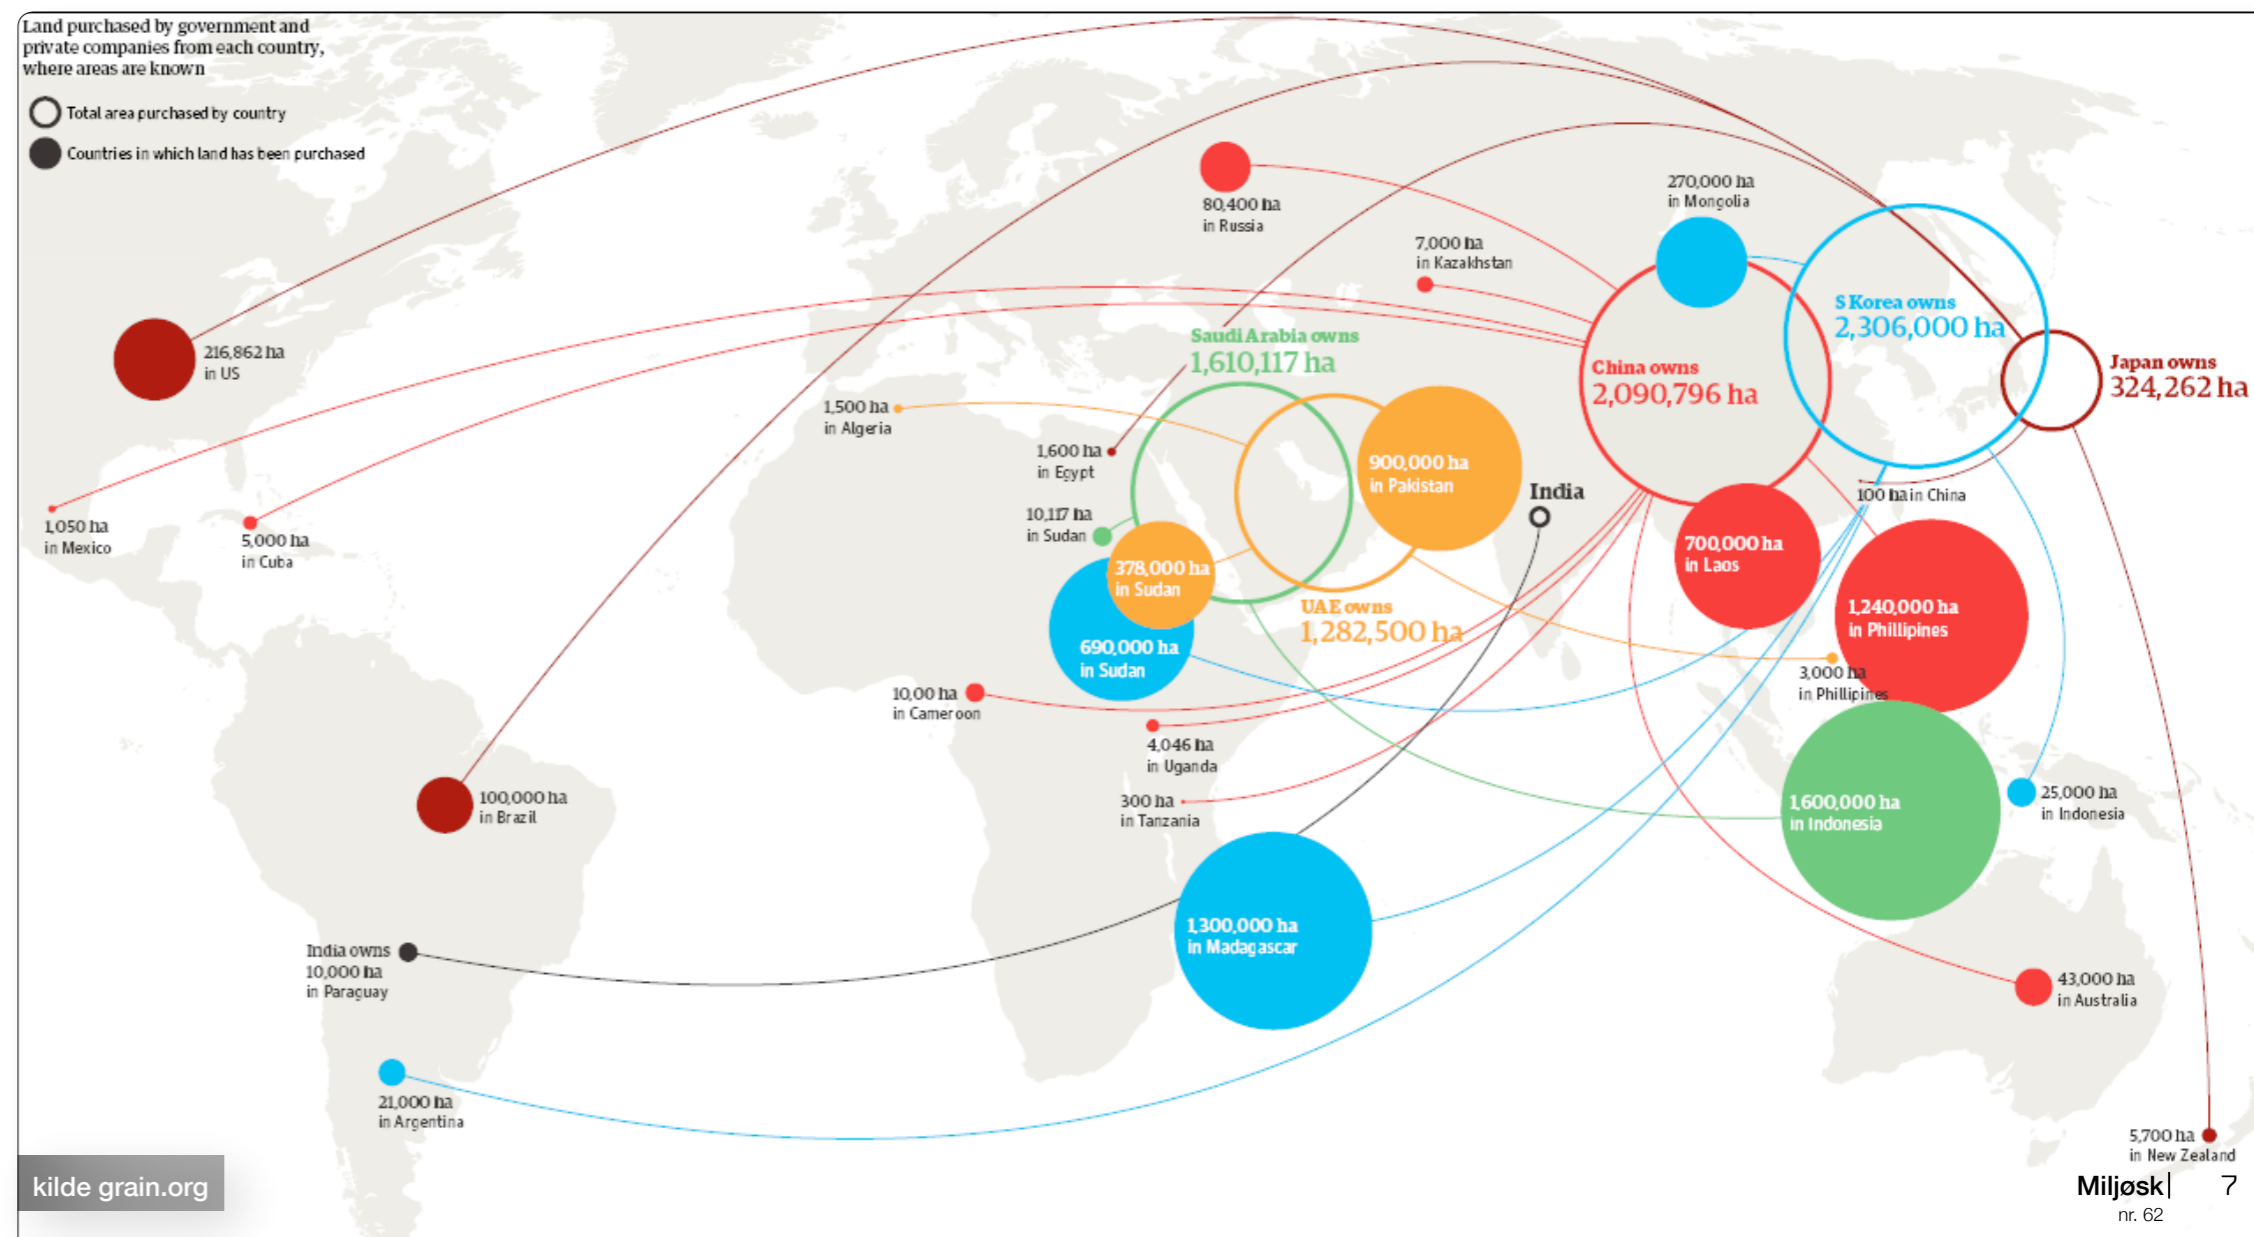 Land purchased by government and
private companies from each country,
where areas are known
Total area purchased by country
Countries in which land has been purchased
80,400 ha
in Russia
270,000 ha
in Mongolia
7,000 ha
in Kazakhstan
S Korea owns
2,306,000 ha
Saudi Arabia owns
1,610,117 ha
216,862 ha
in US
China owns
2,090,796 ha
Japan owns
324,262 ha
1,500 ha
in Algeria
1,600 ha
in Egypt
900,000 ha
in Pakistan
India
100 ha in China
1,050 ha
in Mexico
5,000 ha
in Cuba
10,117 ha
in Sudan
378,000 ha
in Sudan
700,000 ha
in Laos
UAE owns
1,282,500 ha
1,240,000 ha
in Phillipines
690,000 ha
in Sudan
3,000 ha
in Phillipines
10,00 ha
in Cameroon
4,046 ha
in Uganda
300 ha
in Tanzania
100,000 ha
in Brazil
1,600,000 ha
in Indonesia
25,000 ha
in Indonesia
1,300,000 ha
in Madagascar
India owns
10,000 ha
in Paraguay
43,000 ha
in Australia
21,000 ha
in Argentina
5,700 ha
in New Zealand
kilde grain.org
Miljøsk| 7
nr. 62